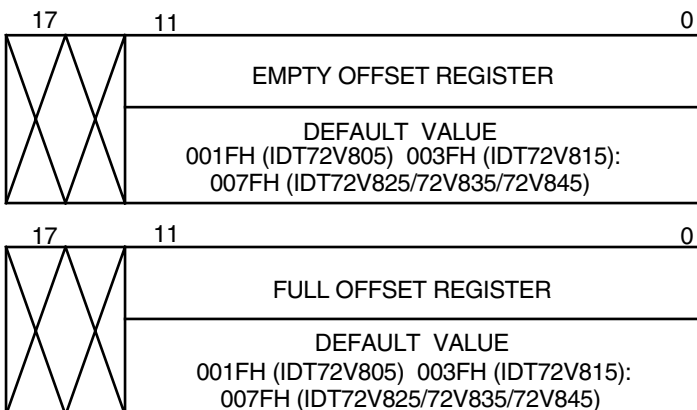 17 11 0
EMPTY OFFSET REGISTER
DEFAULT VALUE
001FH (IDT72V805) 003FH (IDT72V815):
007FH (IDT72V825/72V835/72V845)
17 11 0
FULL OFFSET REGISTER
DEFAULT VALUE
001FH (IDT72V805) 003FH (IDT72V815):
007FH (IDT72V825/72V835/72V845)